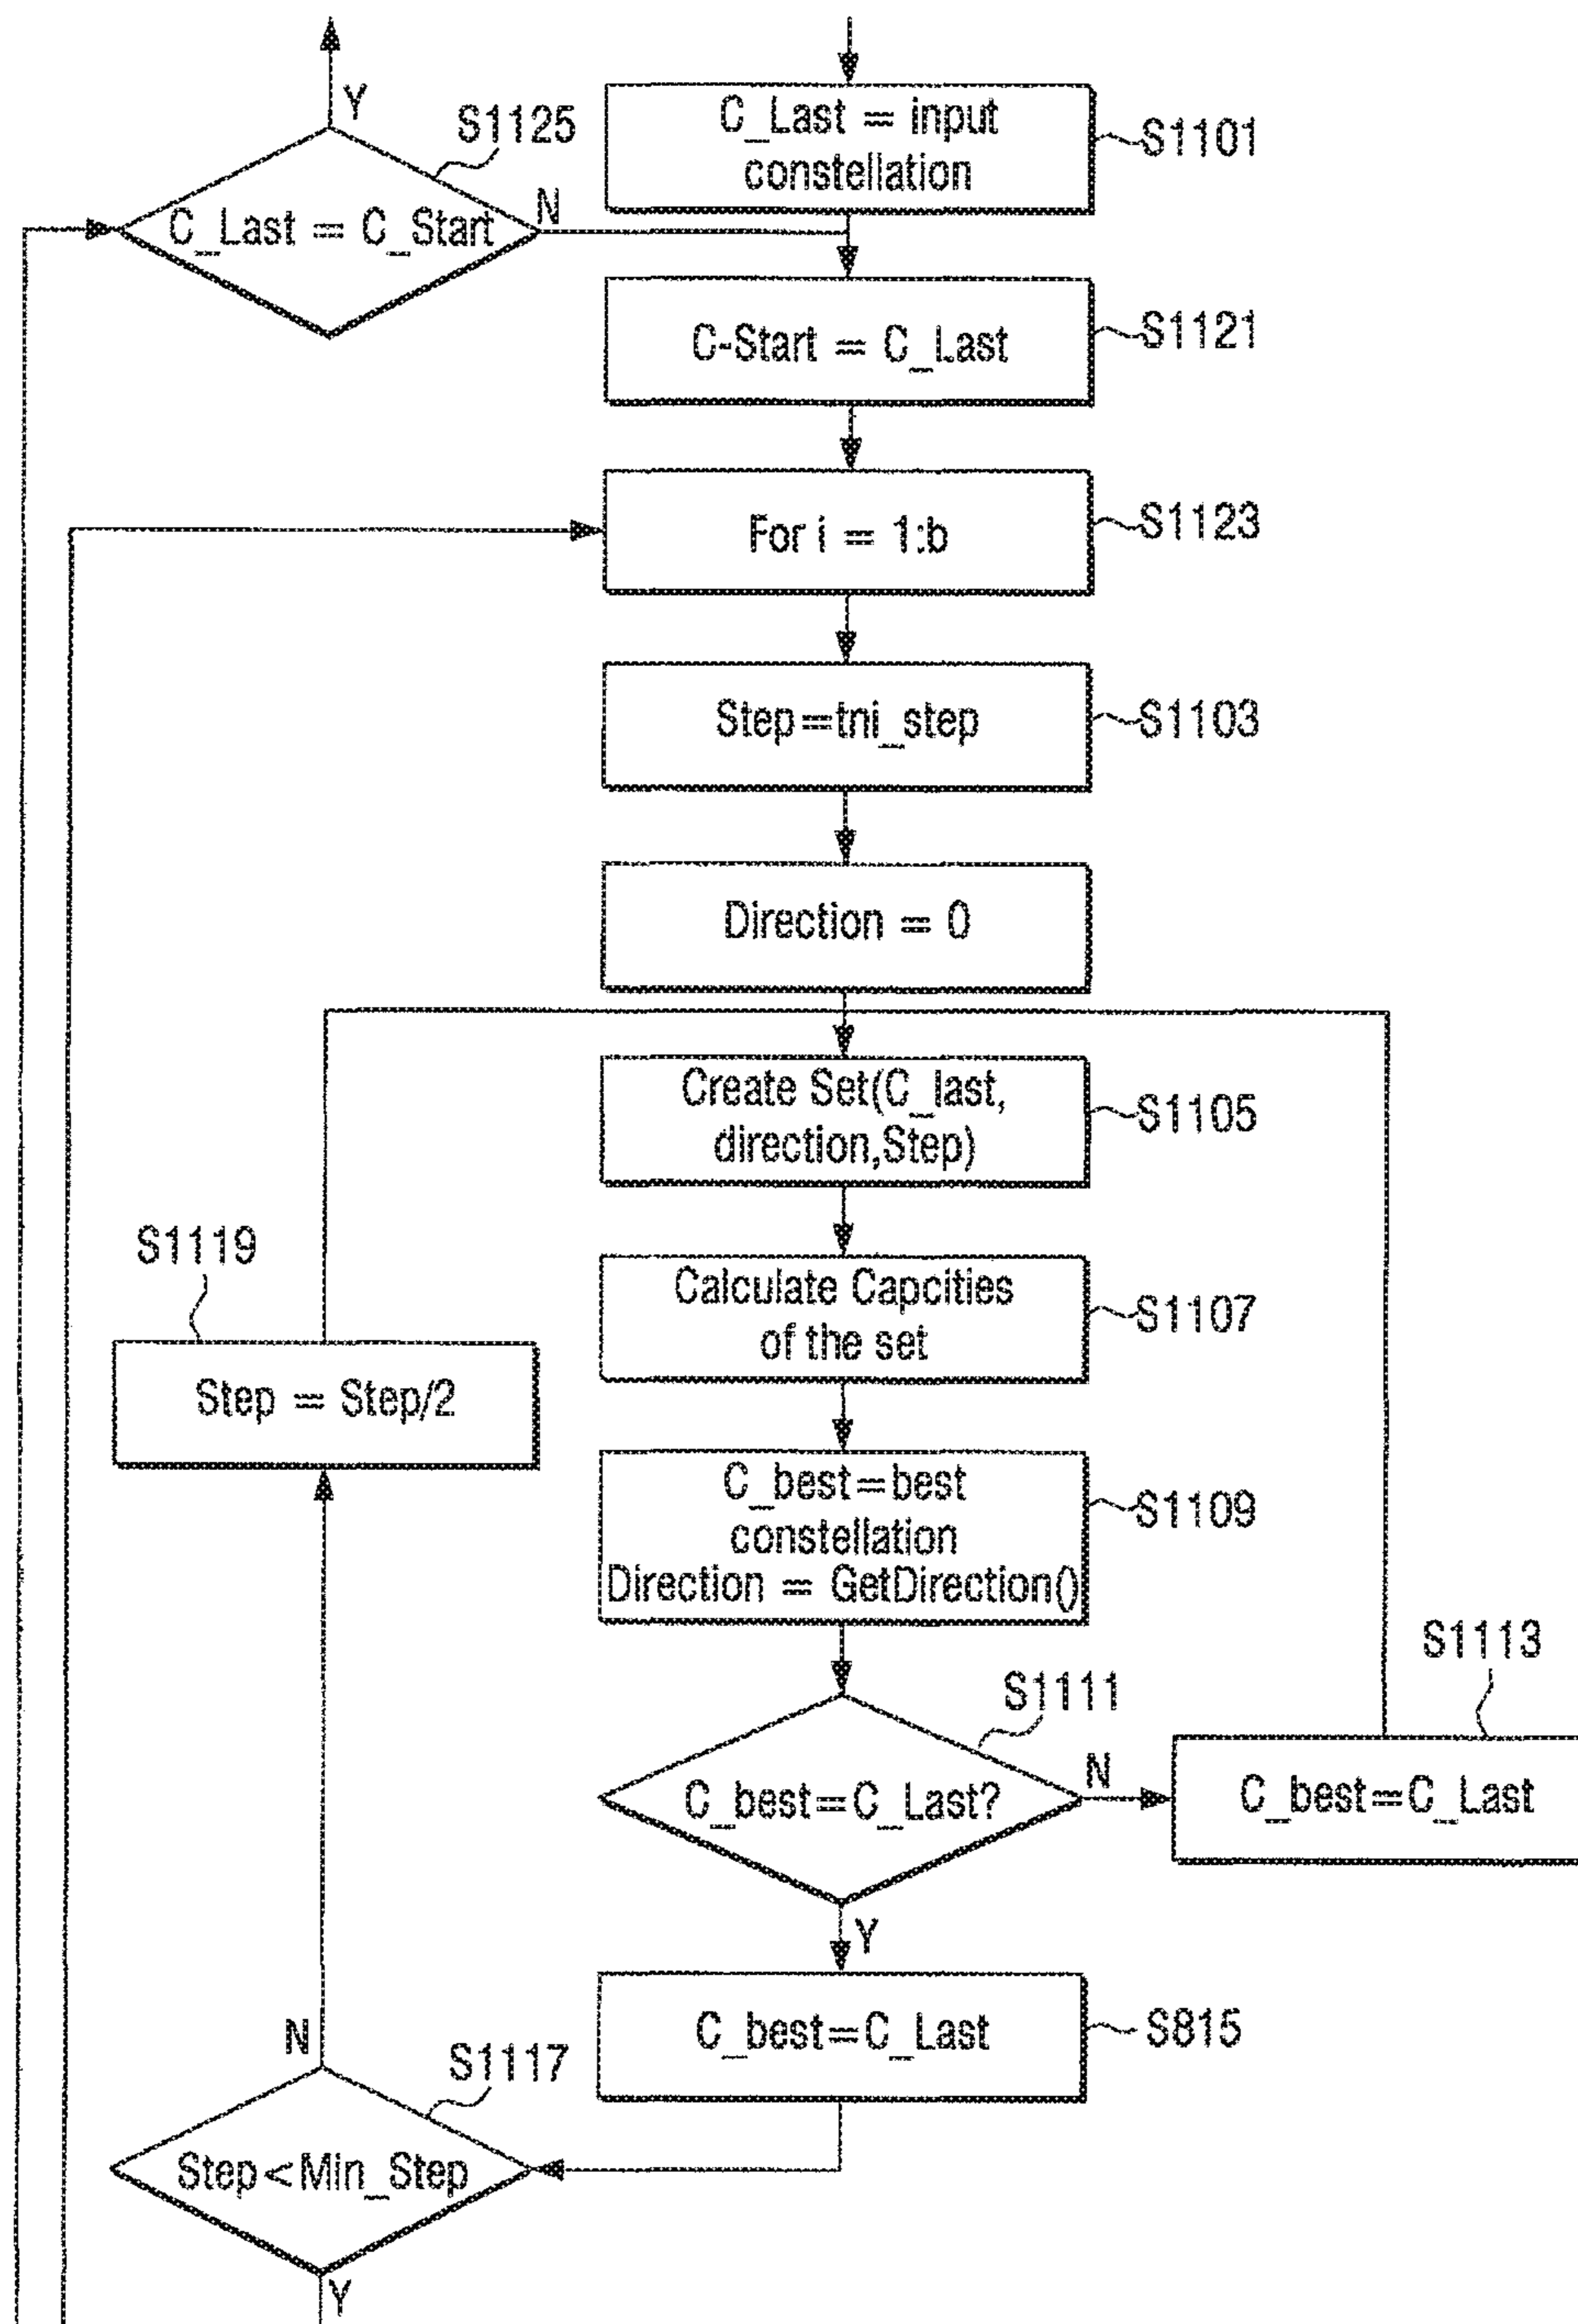 Y
S1125
C_Last = C_Start
N
C_Last = input
constellation
S1101
C-Start = C_Last
S1121
For i = 1:b
S1123
Step=tni_step
S1103
Direction = 0
Create Set(C_last,
direction,Step)
S1105
Calculate Capcities
of the set
S1107
S1119
Step = Step/2
C_best=best
constellation
Direction = GetDirection()
S1109
S1111
C_best=C_Last?
N
S1113
C_best=C_Last
Y
C_best=C_Last
S815
N
S1117
Step<Min_Step
Y